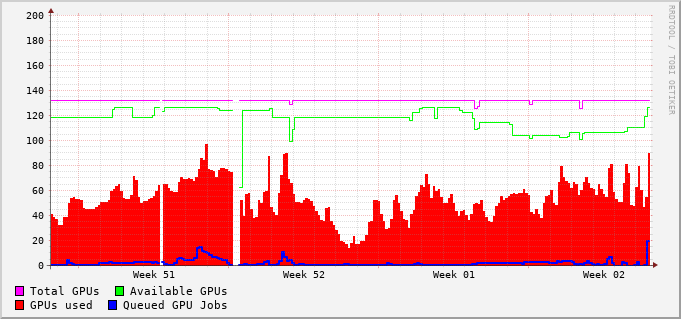 200
180
160
140
120
100
80
60
40
20
0
Week 51 Week 52 Week 01 Week 02
Total GPUs Available GPUs
GPUs used Queued GPU Jobs
RRDTOOL / TOBI OETIKER